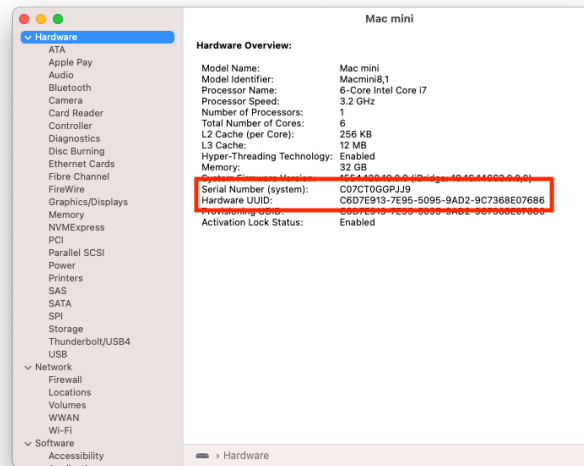 Mac mini
Hardware
ATA
Apple Pay
Audio
Bluetooth
Camera
Card Reader
Controller
Diagnostics
Disc Burning
Ethernet Cards
Fibre Channel
FireWire
Graphics/Displays
Memory
NVMExpress
PCI
Parallel SCSI
Power
Printers
SAS
SATA
SPI
Storage
Thunderbolt/USB4
USB
Network
Firewall
Locations
Volumes
WWAN
Wi-Fi
Software
Accessibility
Hardware Overview:
Model Name: Mac mini
Model Identifier: Macmini8,1
Processor Name: 6-Core Intel Core i7
Processor Speed: 3.2 GHz
Number of Processors: 1
Total Number of Cores: 6
L2 Cache (per Core): 256 KB
L3 Cache: 12 MB
Hyper-Threading Technology: Enabled
Memory: 32 GB
System Firmware Version:
Serial Number (system): C07CT0GGPJJ9
Hardware UUID: C6D7E913-7E95-5095-9AD2-9C7368E07686
Provisioning UDID: C6D7E913-7E95-5095-9AD2-9C7368E07686
Activation Lock Status: Enabled
› Hardware